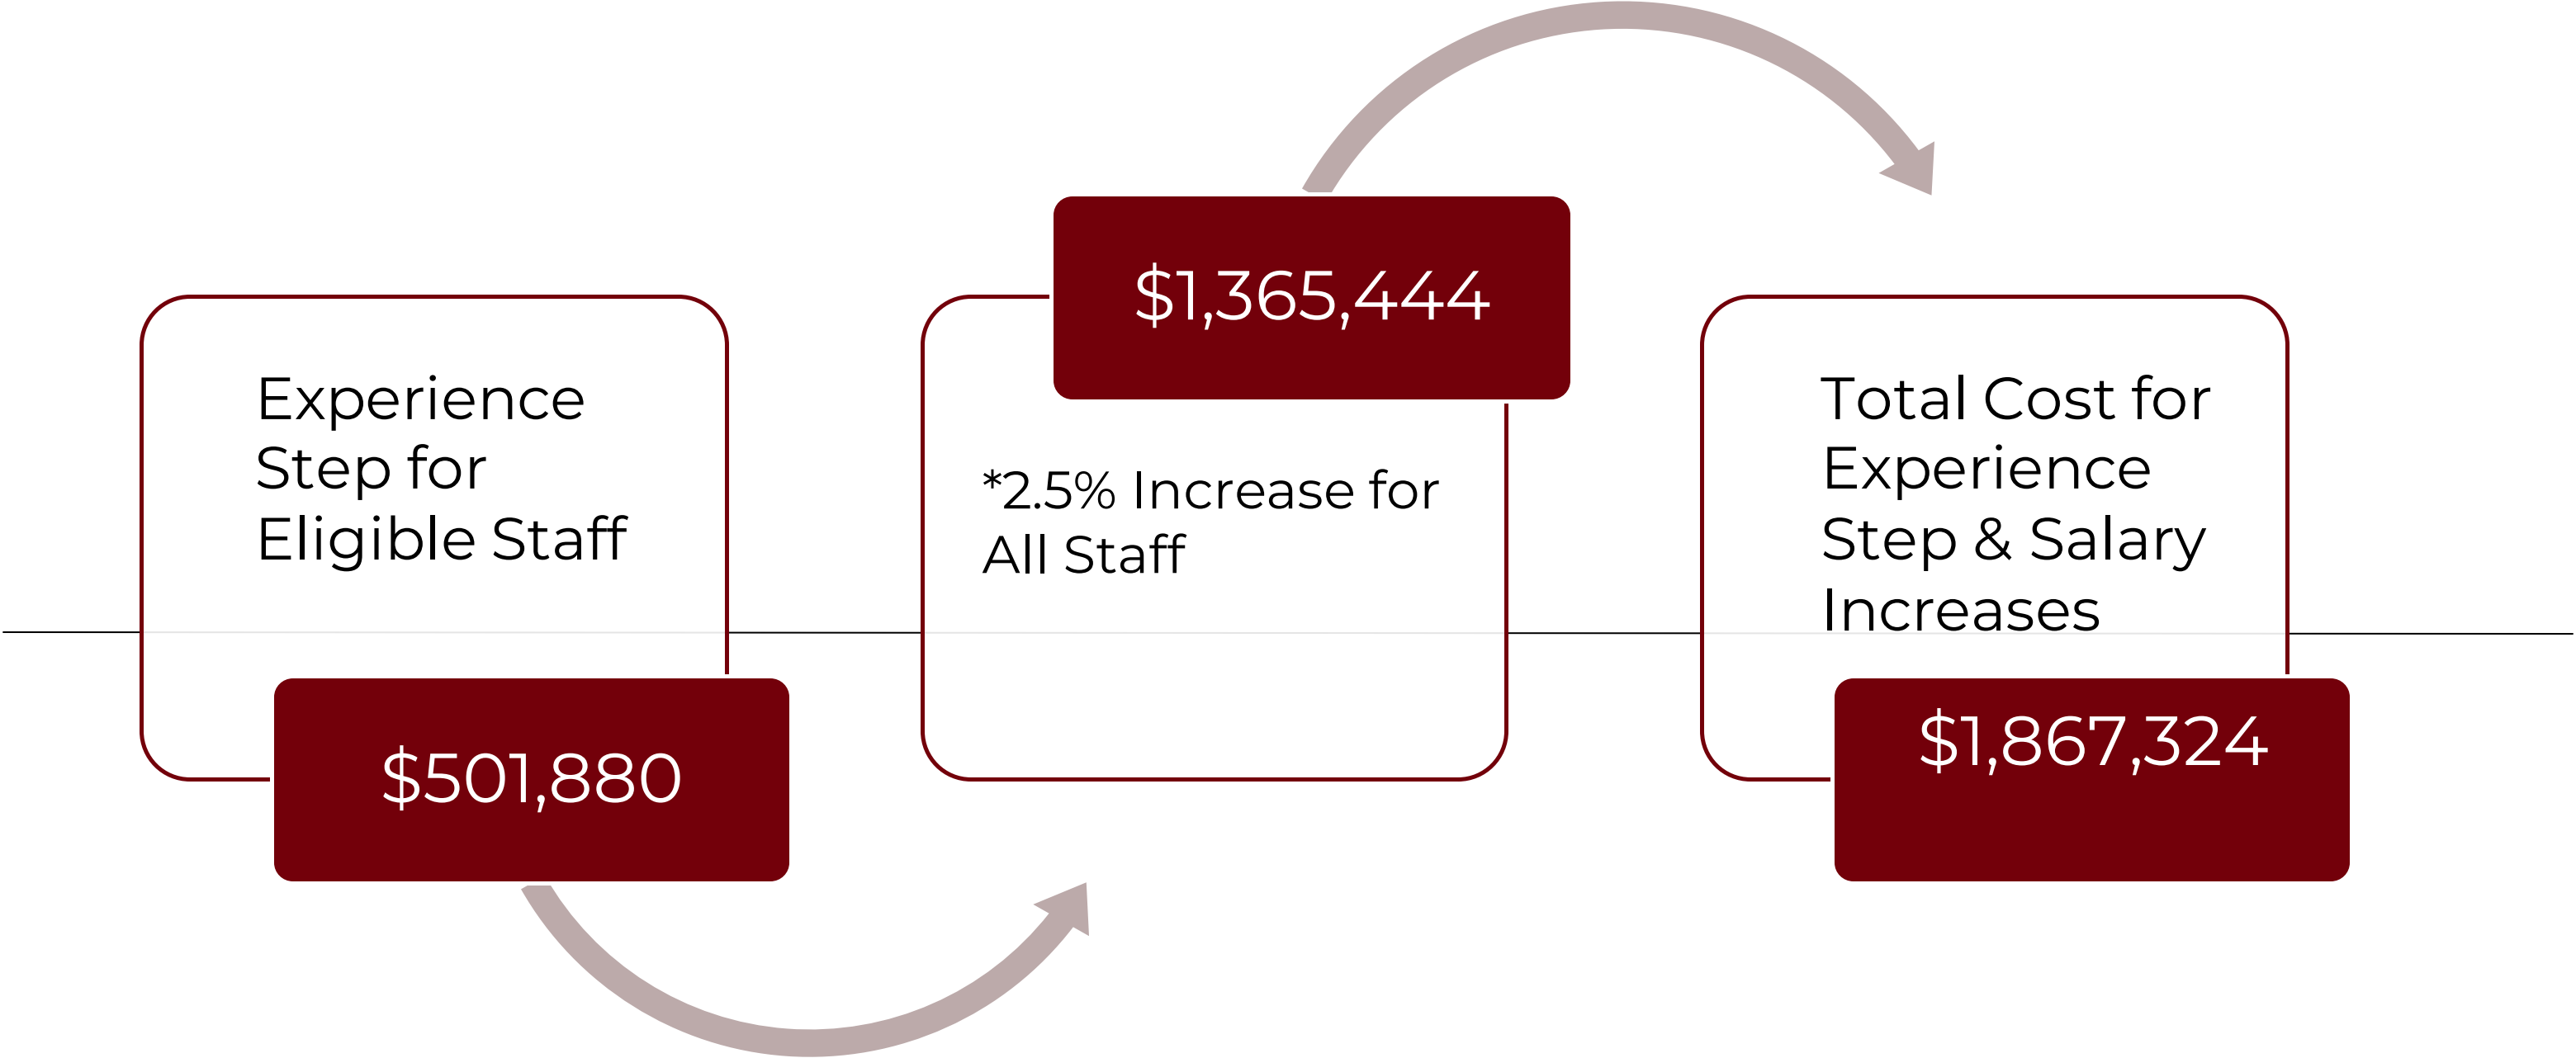 Experience
Step for
Eligible Staff
$501,880
$1,365,444
*2.5% Increase for
All Staff
Total Cost for
Experience
Step & Salary
Increases
$1,867,324